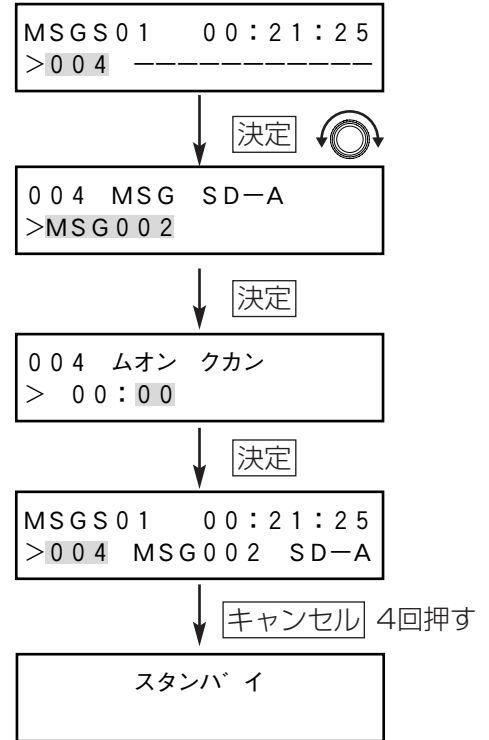 MSGS01 00:21:25
>004 ———————————
決定
004 MSG SD—A
>MSG002
決定
004 ムオン クカン
> 00:00
決定
MSGS01 00:21:25
>004 MSG002 SD—A
キャンセル 4回押す
スタンバイ